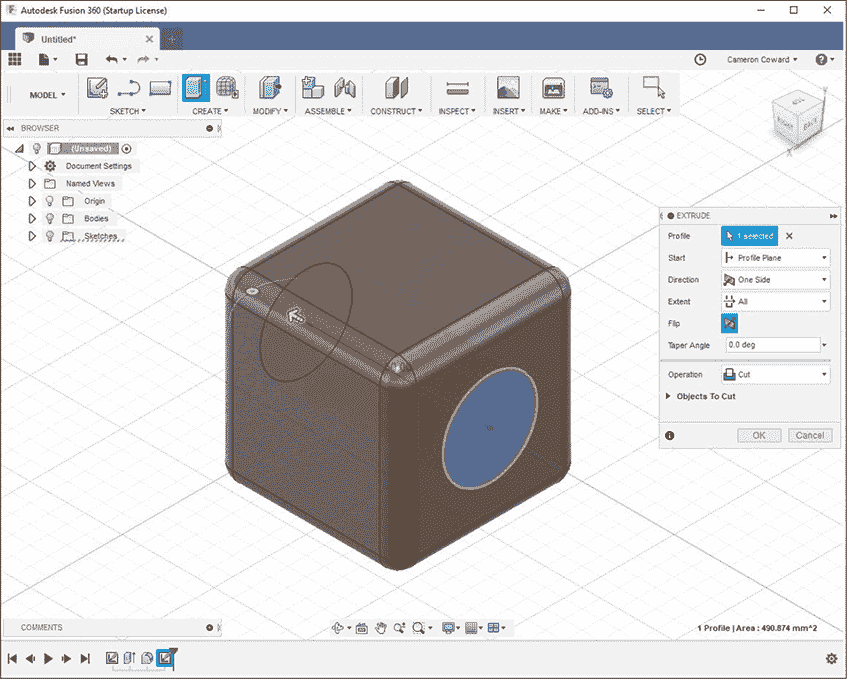 Autodesk Fusion 360 (Startup License)
Untitled*
Cameron Coward
MODEL
SKETCH
CREATE
MODIFY
ASSEMBLE
CONSTRUCT
INSPECT
INSERT
MAKE
ADD-INS
SELECT
BROWSER
(Unsaved)
Document Settings
Named Views
Origin
Bodies
Sketches
RIGHT
BACK
X
EXTRUDE
Profile 1 selected
Start Profile Plane
Direction One Side
Extent All
Flip
Taper Angle 0.0 deg
Operation Cut
Objects To Cut
OK Cancel
COMMENTS
1 Profile | Area : 490.874 mm^2